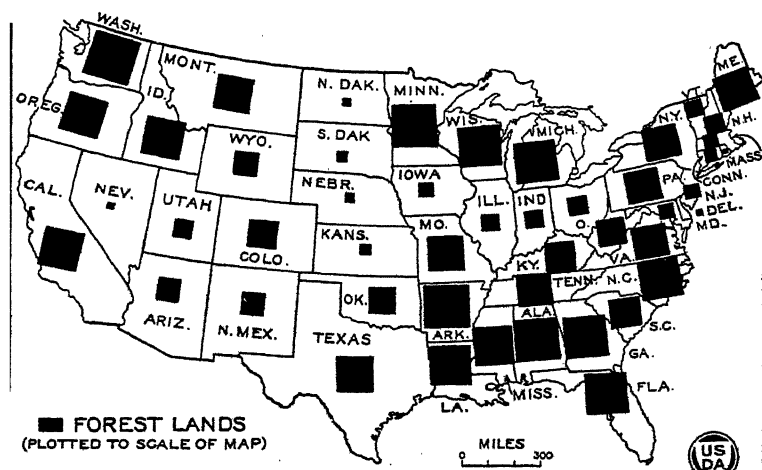 WASH.
MONT.
N. DAK.
MINN.
ME.
OREG.
ID.
WIS.
MICH.
VT.
N.Y.
N.H.
S. DAK
WYO.
MASS
CAL.
NEV.
UTAH
NEBR.
IOWA
ILL.
IND
O.
PA.
CONN.
N.J.
DEL.
MD.
COLO.
KANS.
MO.
KY.
VA.
ARIZ.
N. MEX.
OK.
ARK.
TENN.
N.C.
S.C.
TEXAS
ALA.
GA.
LA.
MISS.
FLA.
FOREST LANDS
(PLOTTED TO SCALE OF MAP)
MILES
0 300
US
DA